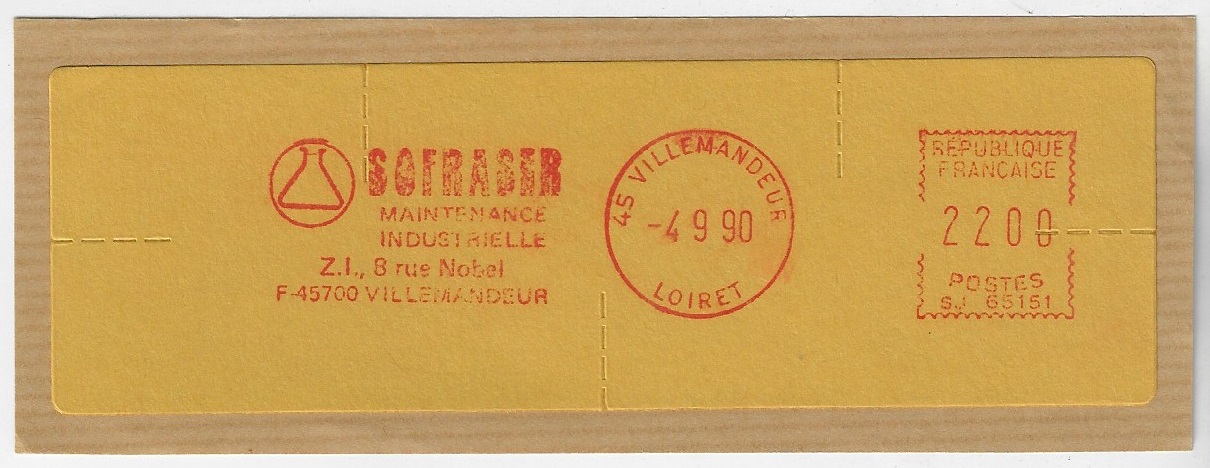 SOFRASER
MAINTENANCE
INDUSTRIELLE
Z.I., 8 rue Nobel
F-45700 VILLEMANDEUR
45 VILLEMANDEUR
-4 9 90
LOIRET
RÉPUBLIQUE
FRANCAISE
2200
POSTES
SJ 65151